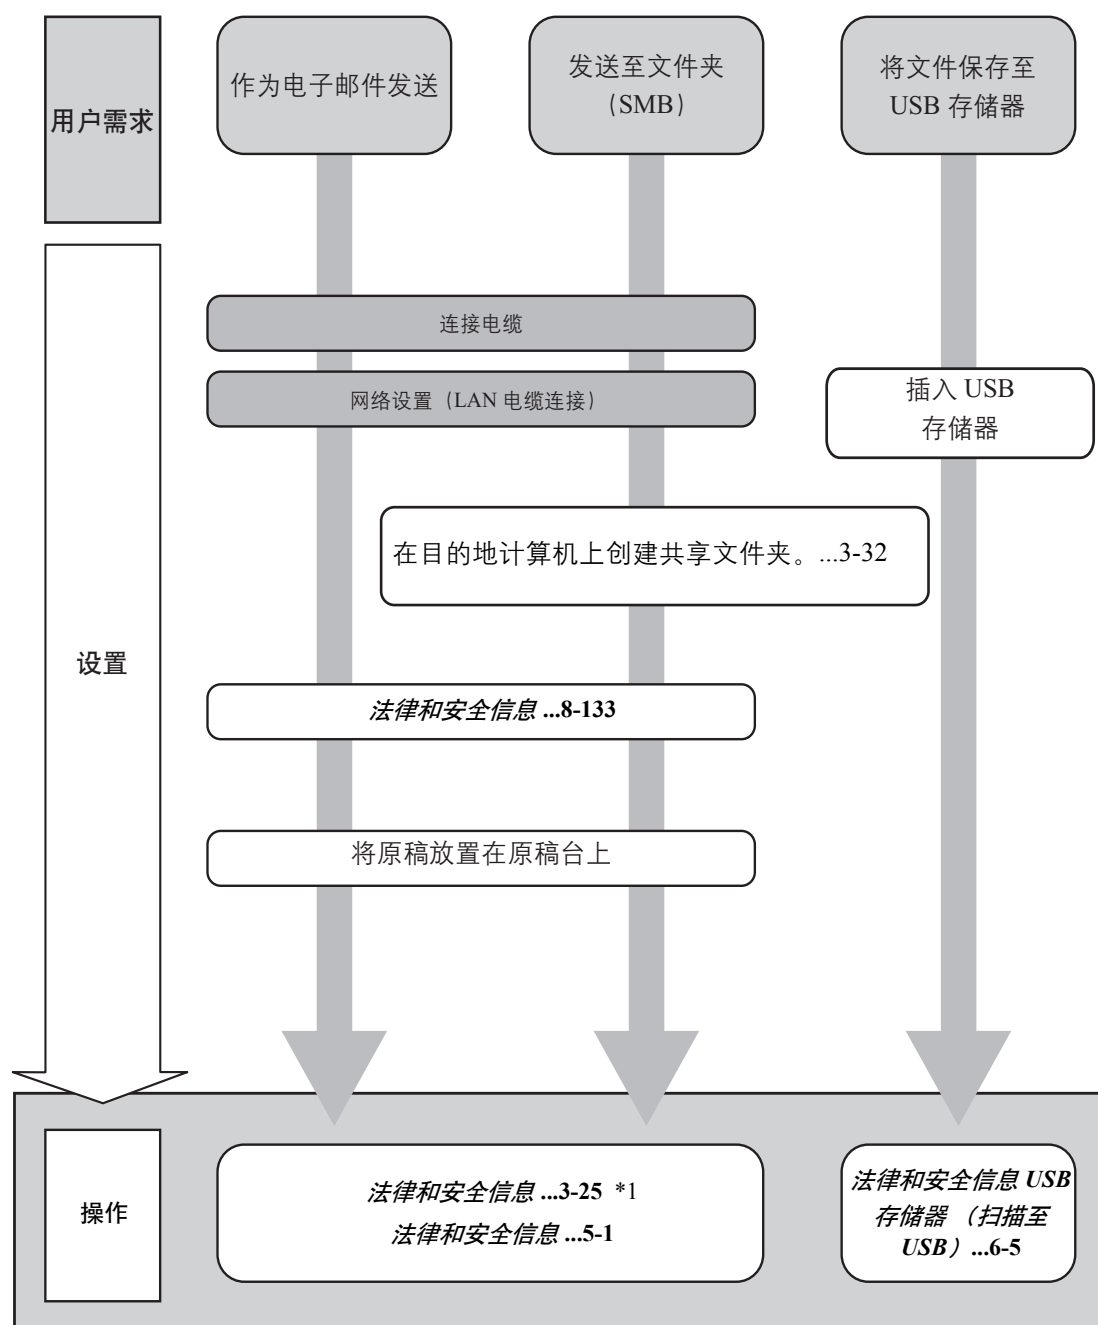 用户需求
作为电子邮件发送
发送至文件夹
（SMB）
将文件保存至
USB 存储器
连接电缆
网络设置（LAN 电缆连接）
插入 USB
存储器
在目的地计算机上创建共享文件夹。...3-32
设置
法律和安全信息 ...8-133
将原稿放置在原稿台上
操作
法律和安全信息 ...3-25 *1
法律和安全信息 ...5-1
法律和安全信息 USB
存储器 （扫描至
USB）...6-5